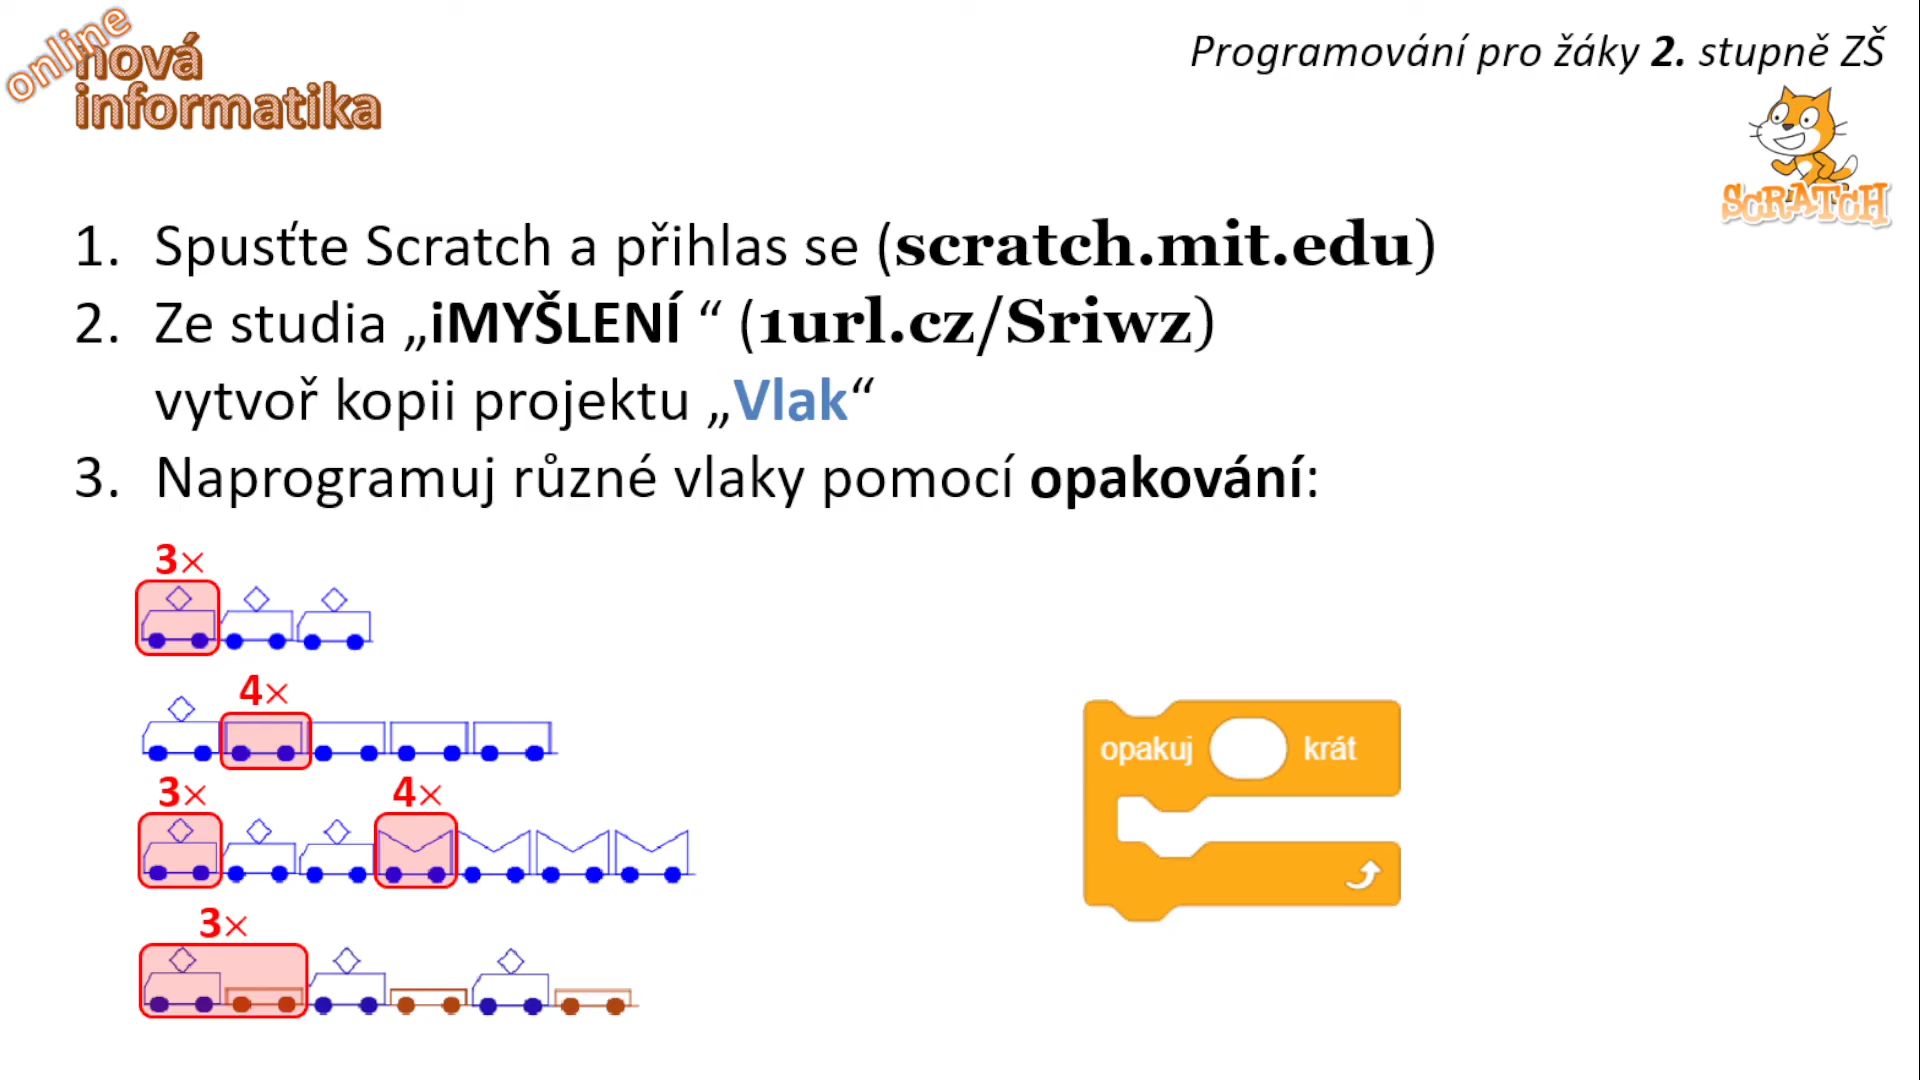 online
nová
informatika
Programování pro žáky 2. stupně ZŠ
SCRATCH
1. Spusťte Scratch a přihlas se (scratch.mit.edu)
2. Ze studia „iMYŠLENÍ “ (1url.cz/Sriwz)
vytvoř kopii projektu „Vlak“
3. Naprogramuj různé vlaky pomocí opakování:
3×
4×
3× 4×
3×
opakuj krát